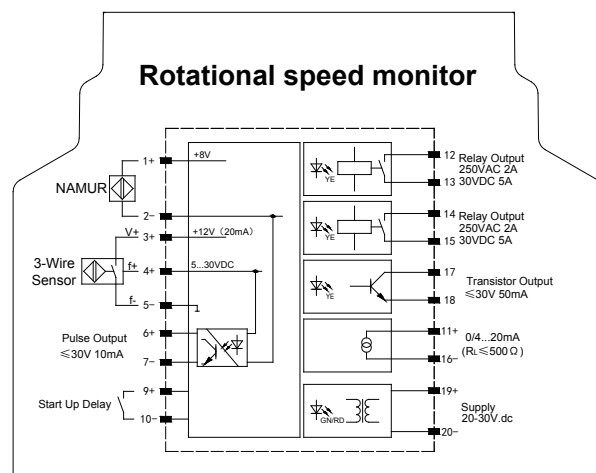 Rotational speed monitor
1+
+8V
NAMUR
2−
V+
3+
+12V（20mA）
3-Wire
Sensor
f+
4+
5...30VDC
f-
5−
Pulse Output
≤30V 10mA
6+
7−
Start Up Delay
9+
10−
YE
12
Relay Output
250VAC 2A
13
30VDC 5A
YE
14
Relay Output
250VAC 2A
15
30VDC 5A
YE
17
Transistor Output
≤30V 50mA
18
11+
0/4...20mA
(RL≤500Ω)
16−
GN/RD
19+
Supply
20-30V.dc
20−